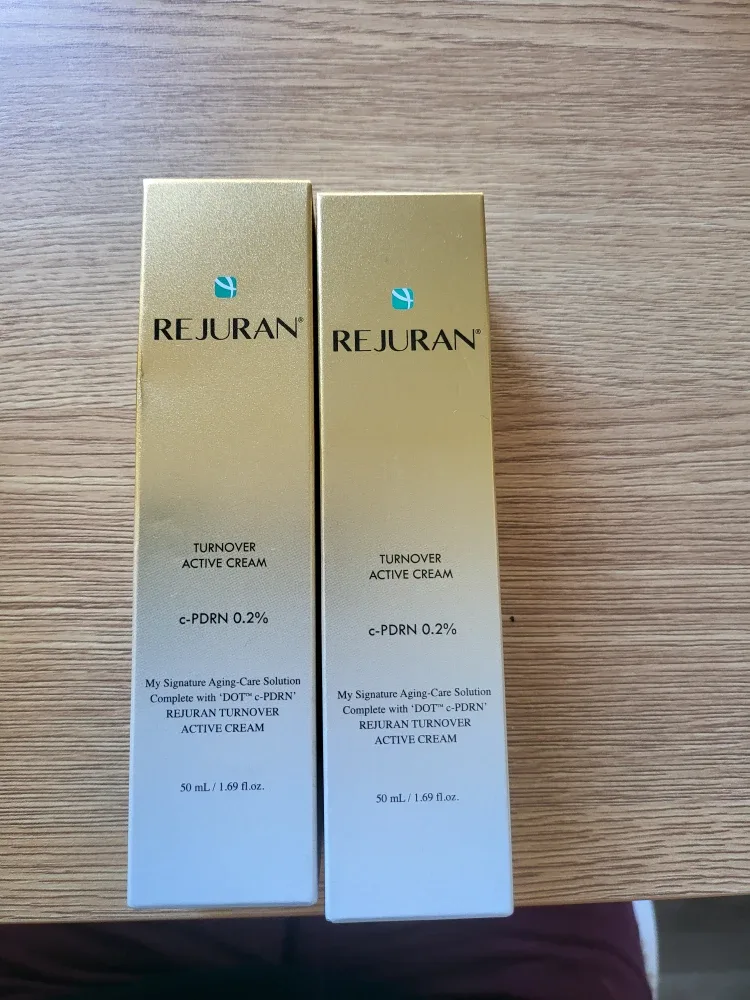 REJURAN®
TURNOVER
ACTIVE CREAM
c-PDRN 0.2%
My Signature Aging-Care Solution
Complete with ‘DOT™ c-PDRN’
REJURAN TURNOVER
ACTIVE CREAM
50 mL / 1.69 fl.oz.
REJURAN®
TURNOVER
ACTIVE CREAM
c-PDRN 0.2%
My Signature Aging-Care Solution
Complete with ‘DOT™ c-PDRN’
REJURAN TURNOVER
ACTIVE CREAM
50 mL / 1.69 fl.oz.